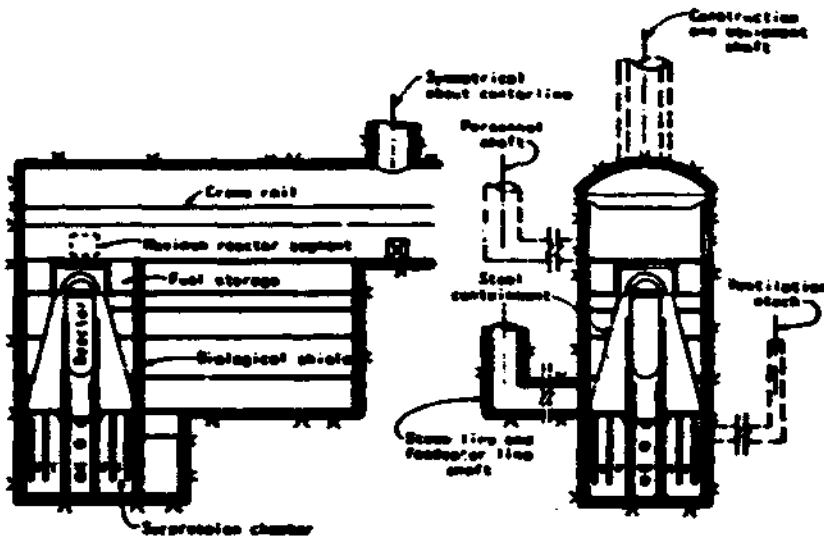 Construction
and equipment
shaft
Symmetrical
about centerline
Personnel
shaft
Crane rail
Maximum reactor segment
Fuel storage
Steel
containment
Ventilation
stack
Reactor
Biological shield
Steam line and
feedwater line
shaft
Suppression chamber